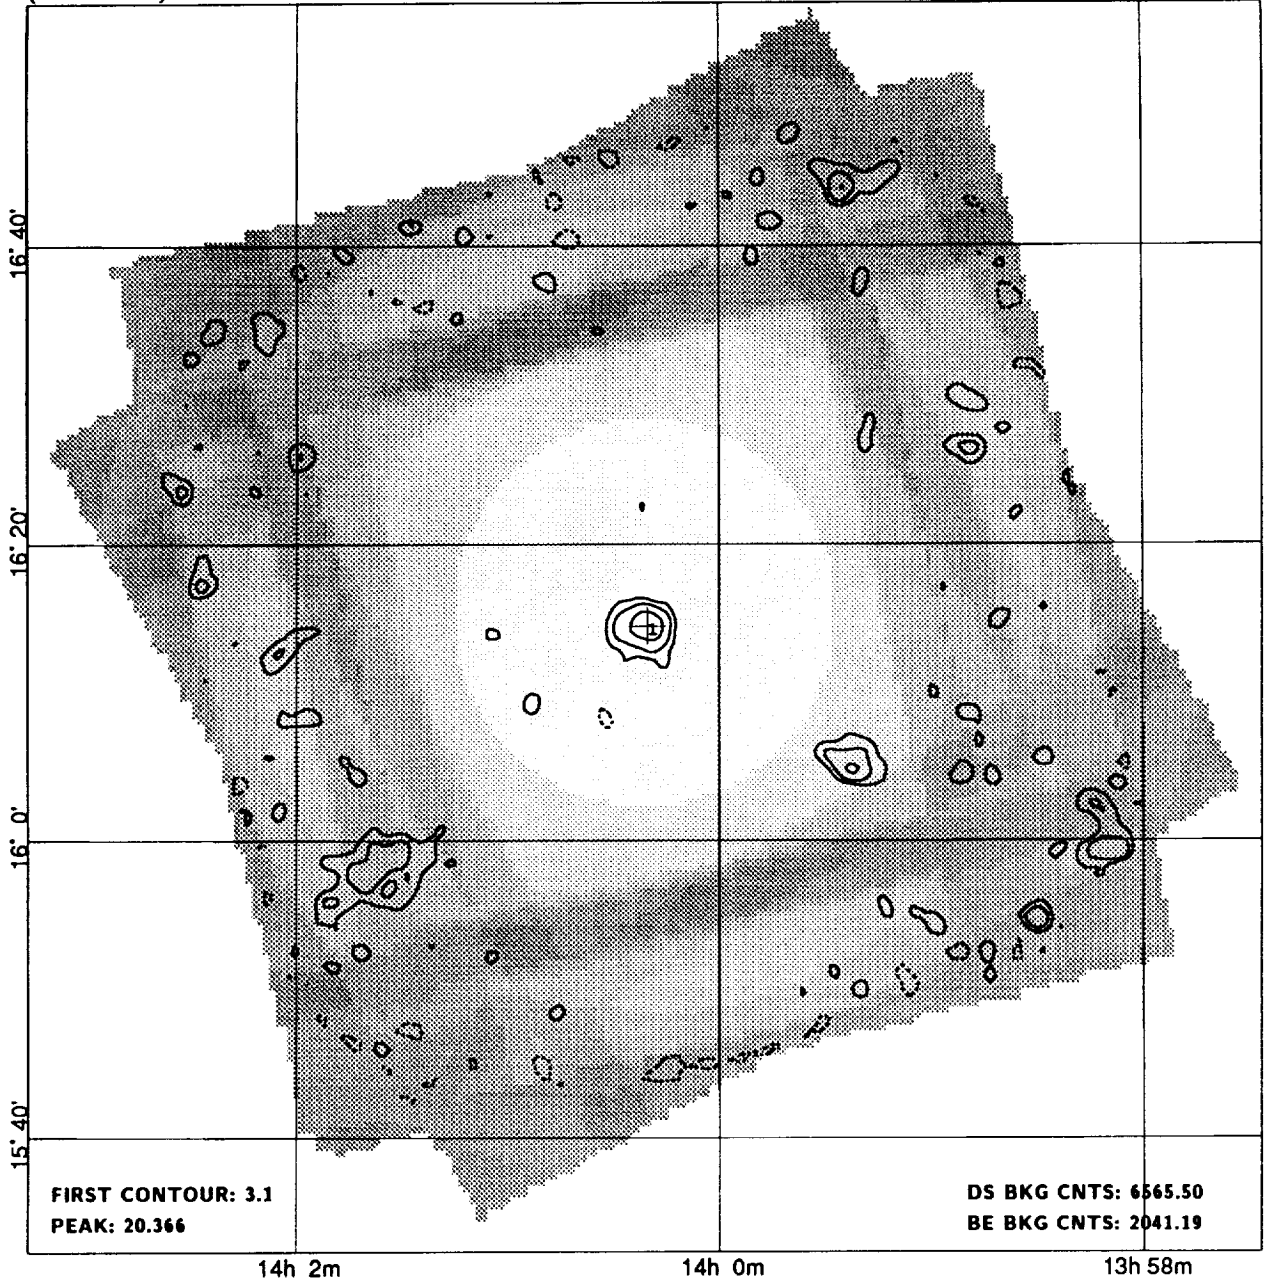 16° 40'
16° 20'
1
16° 0'
15° 40'
FIRST CONTOUR: 3.1
PEAK: 20.366
DS BKG CNTS: 6565.50
BE BKG CNTS: 2041.19
14h 2m
14h 0m
13h 58m